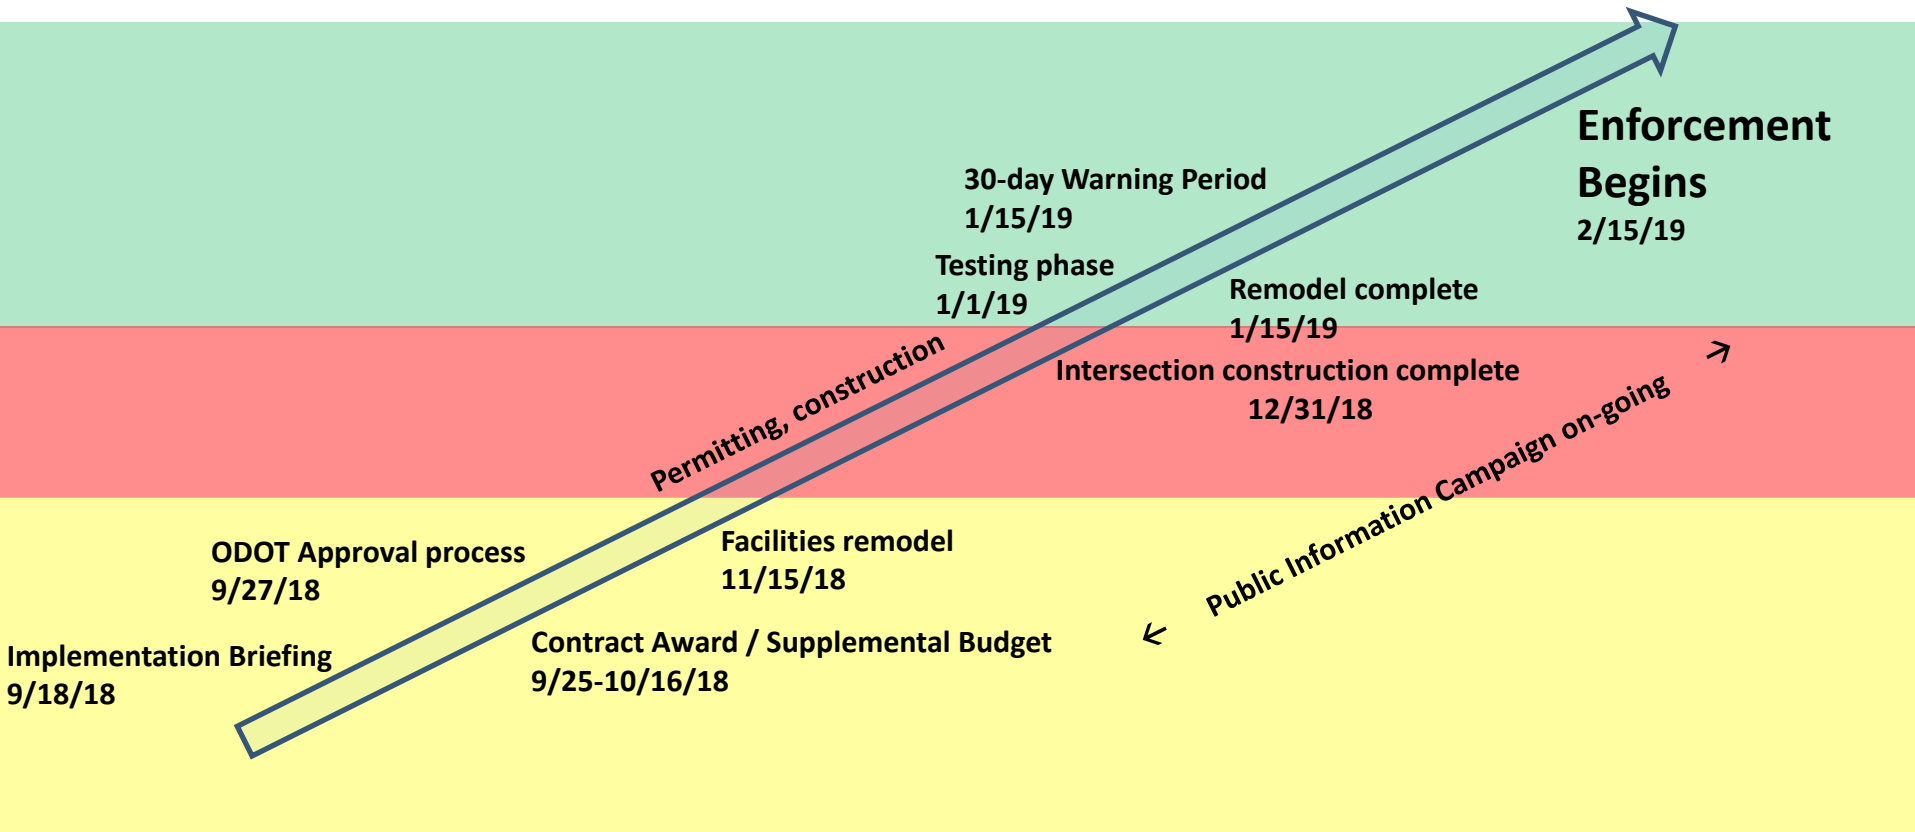 Enforcement
Begins
2/15/19
30-day Warning Period
1/15/19
Testing phase
1/1/19
Remodel complete
1/15/19
Permitting, construction
Intersection construction complete
12/31/18
Public Information Campaign on-going
ODOT Approval process
9/27/18
Facilities remodel
11/15/18
Implementation Briefing
9/18/18
Contract Award / Supplemental Budget
9/25-10/16/18